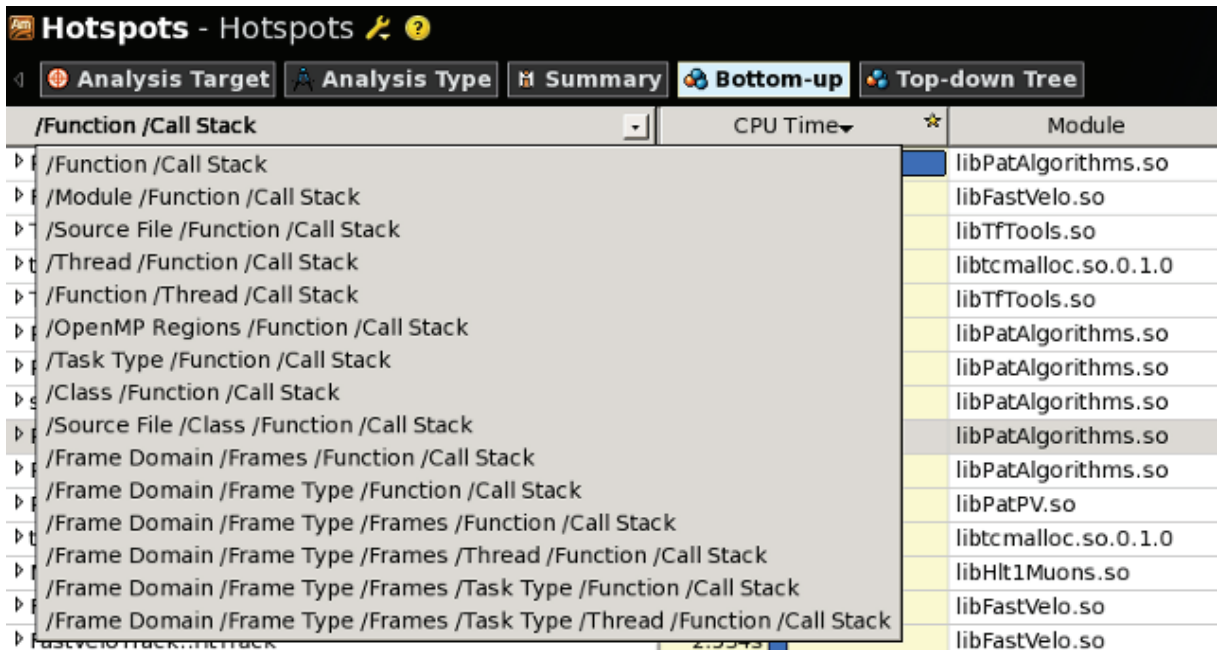 Hotspots - Hotspots
Analysis Target Analysis Type Summary Bottom-up Top-down Tree
/Function /Call Stack CPU Time Module
/Function /Call Stack libPatAlgorithms.so
/Module /Function /Call Stack libFastVelo.so
/Source File /Function /Call Stack libTfTools.so
/Thread /Function /Call Stack libtcmalloc.so.0.1.0
/Function /Thread /Call Stack libTfTools.so
/OpenMP Regions /Function /Call Stack libPatAlgorithms.so
/Task Type /Function /Call Stack libPatAlgorithms.so
/Class /Function /Call Stack libPatAlgorithms.so
/Source File /Class /Function /Call Stack libPatAlgorithms.so
/Frame Domain /Frames /Function /Call Stack libPatAlgorithms.so
/Frame Domain /Frame Type /Function /Call Stack libPatPV.so
/Frame Domain /Frame Type /Frames /Function /Call Stack libtcmalloc.so.0.1.0
/Frame Domain /Frame Type /Frames /Thread /Function /Call Stack libHlt1Muons.so
/Frame Domain /Frame Type /Frames /Task Type /Function /Call Stack libFastVelo.so
/Frame Domain /Frame Type /Frames /Task Type /Thread /Function /Call Stack
libFastVelo.so